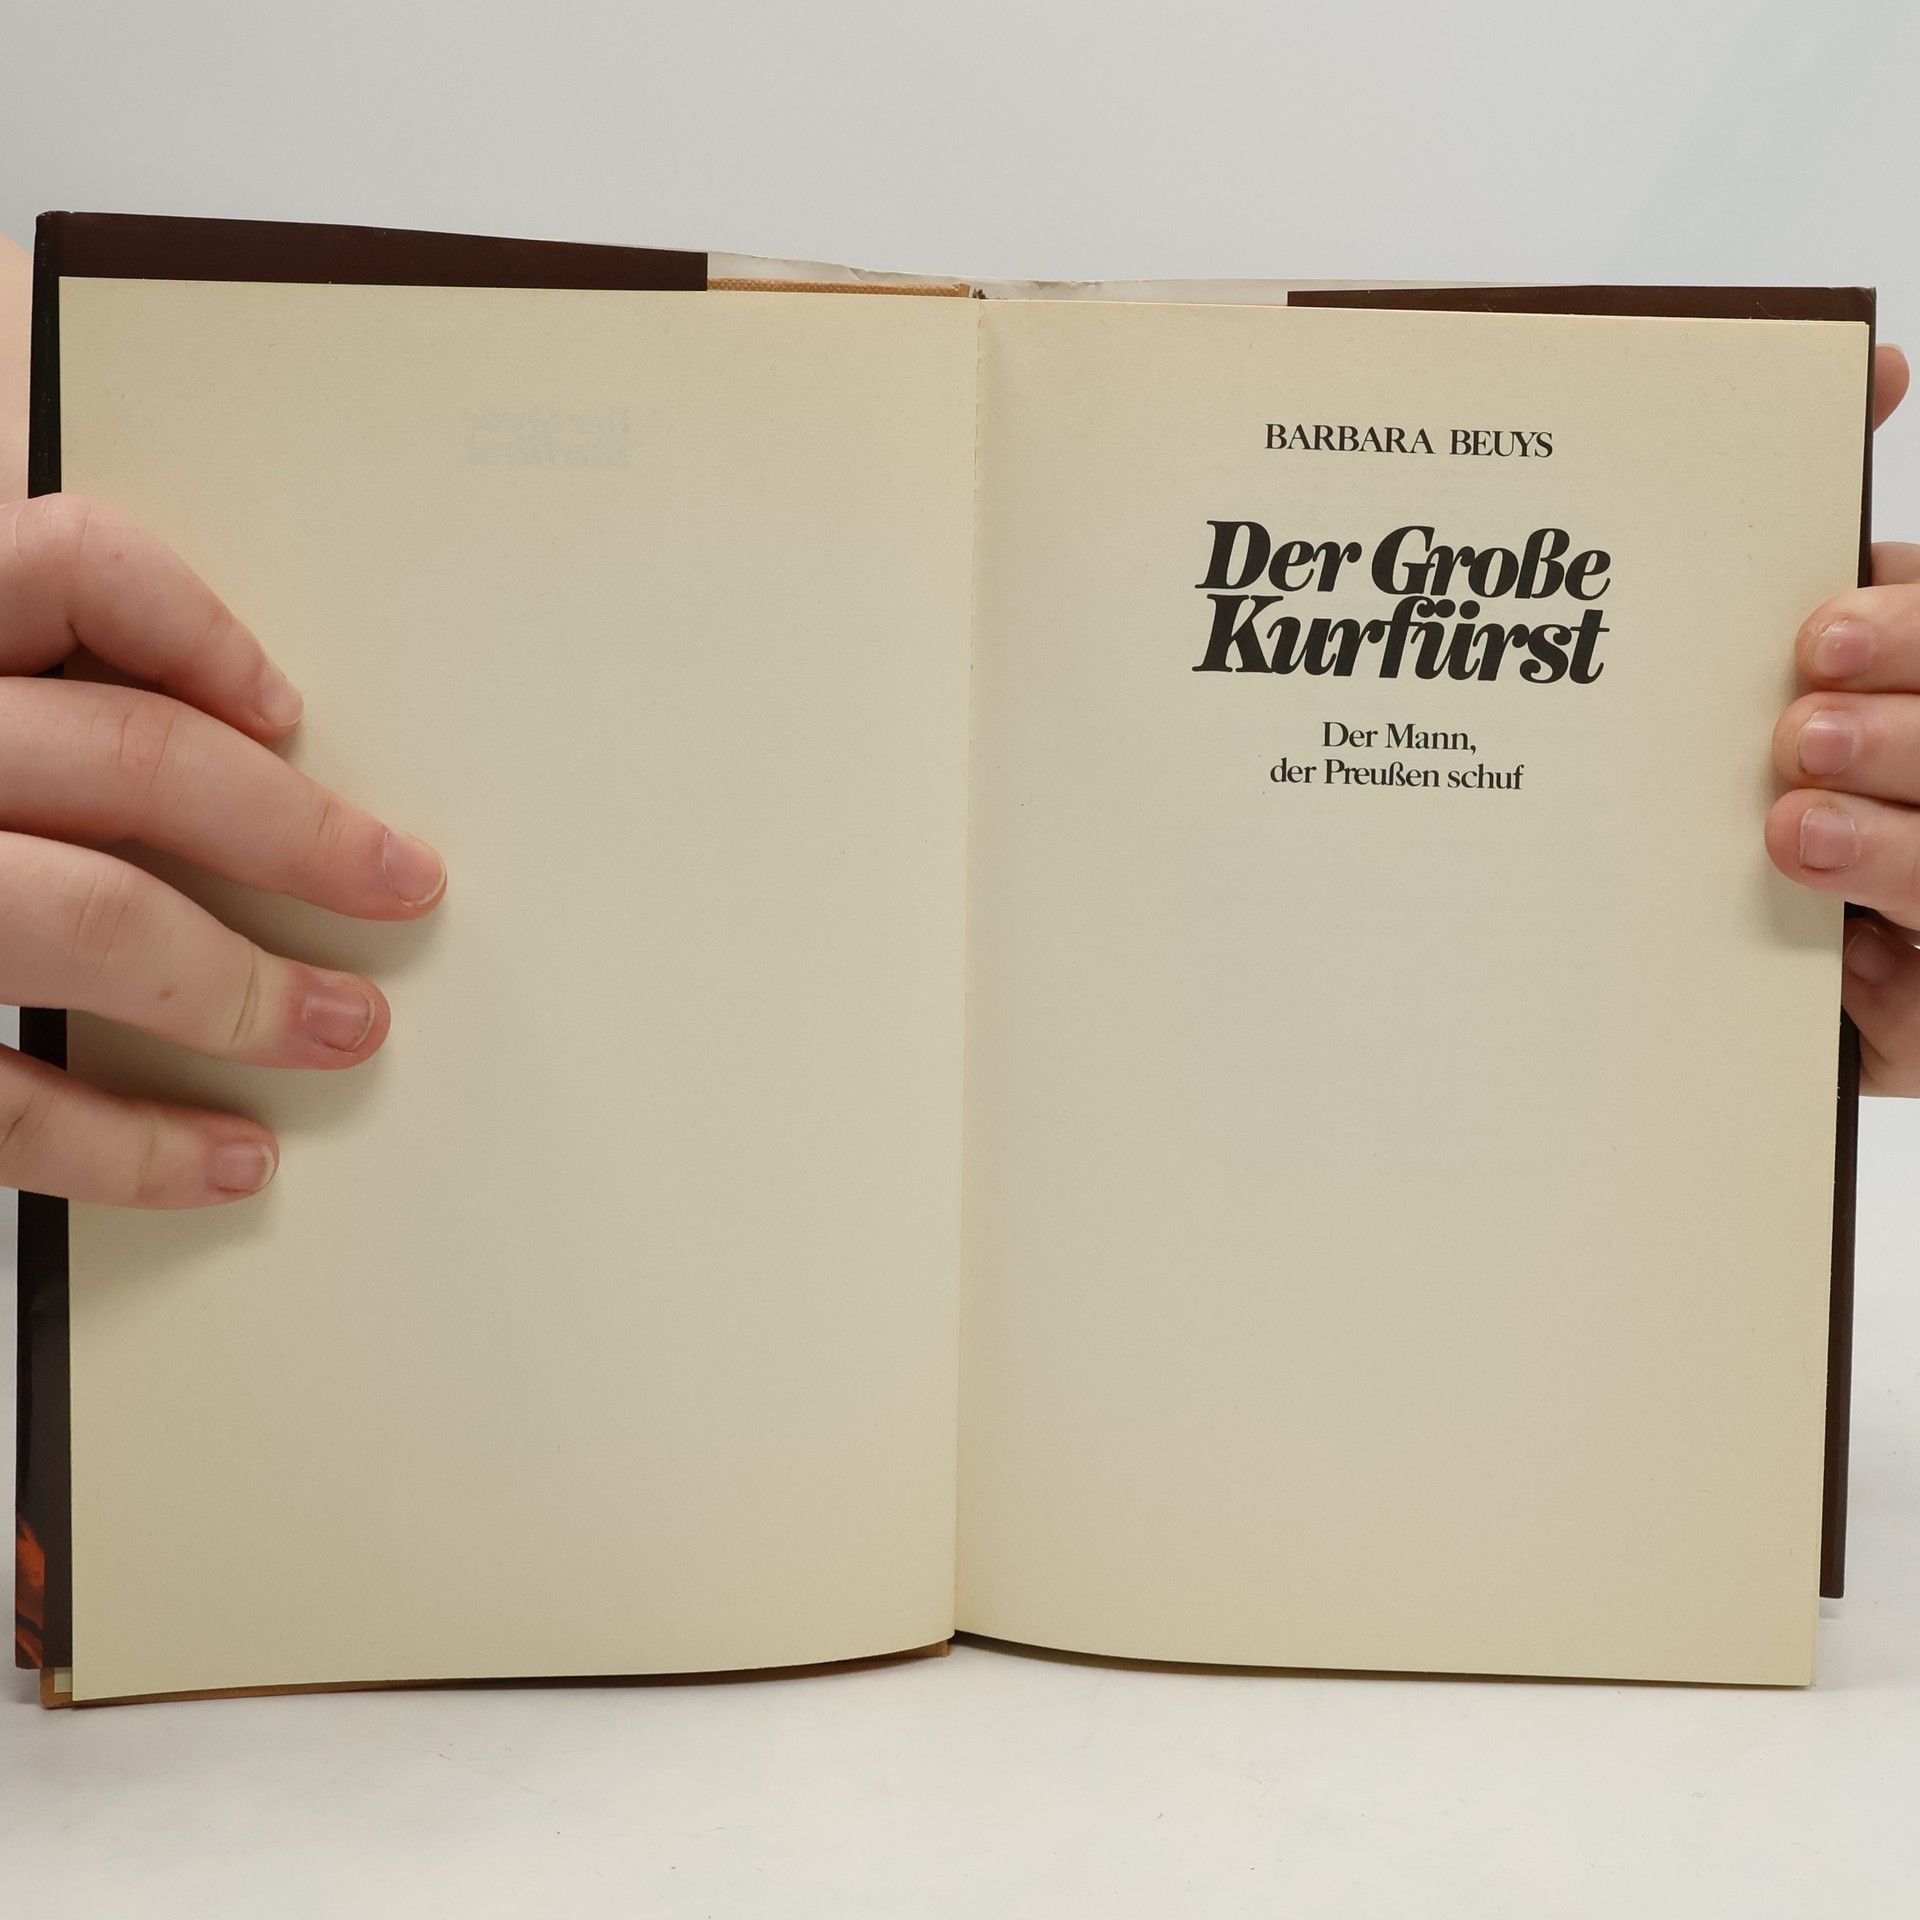 BARBARA BEUYS
Der Große
Kurfürst
Der Mann,
der Preußen schuf